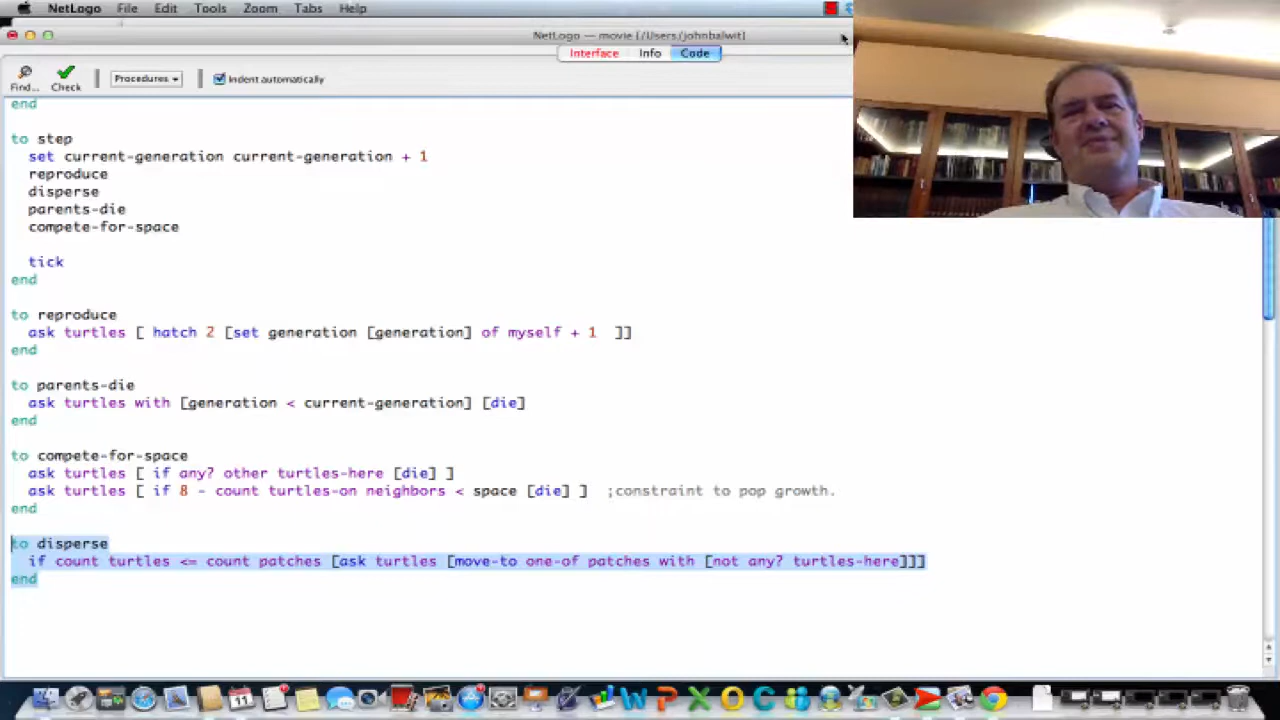 NetLogo File Edit Tools Zoom Tabs Help
NetLogo — movie {/Users/johnbalwit}
Interface Info Code
Find... Check Procedures Indent automatically
end
to step
set current-generation current-generation + 1
reproduce
disperse
parents-die
compete-for-space
tick
end
to reproduce
ask turtles [ hatch 2 [set generation [generation] of myself + 1 ]]
end
to parents-die
ask turtles with [generation < current-generation] [die]
end
to compete-for-space
ask turtles [ if any? other turtles-here [die] ]
ask turtles [ if 8 - count turtles-on neighbors < space [die] ] ;constraint to pop growth.
end
to disperse
if count turtles <= count patches [ask turtles [move-to one-of patches with [not any? turtles-here]]]
end